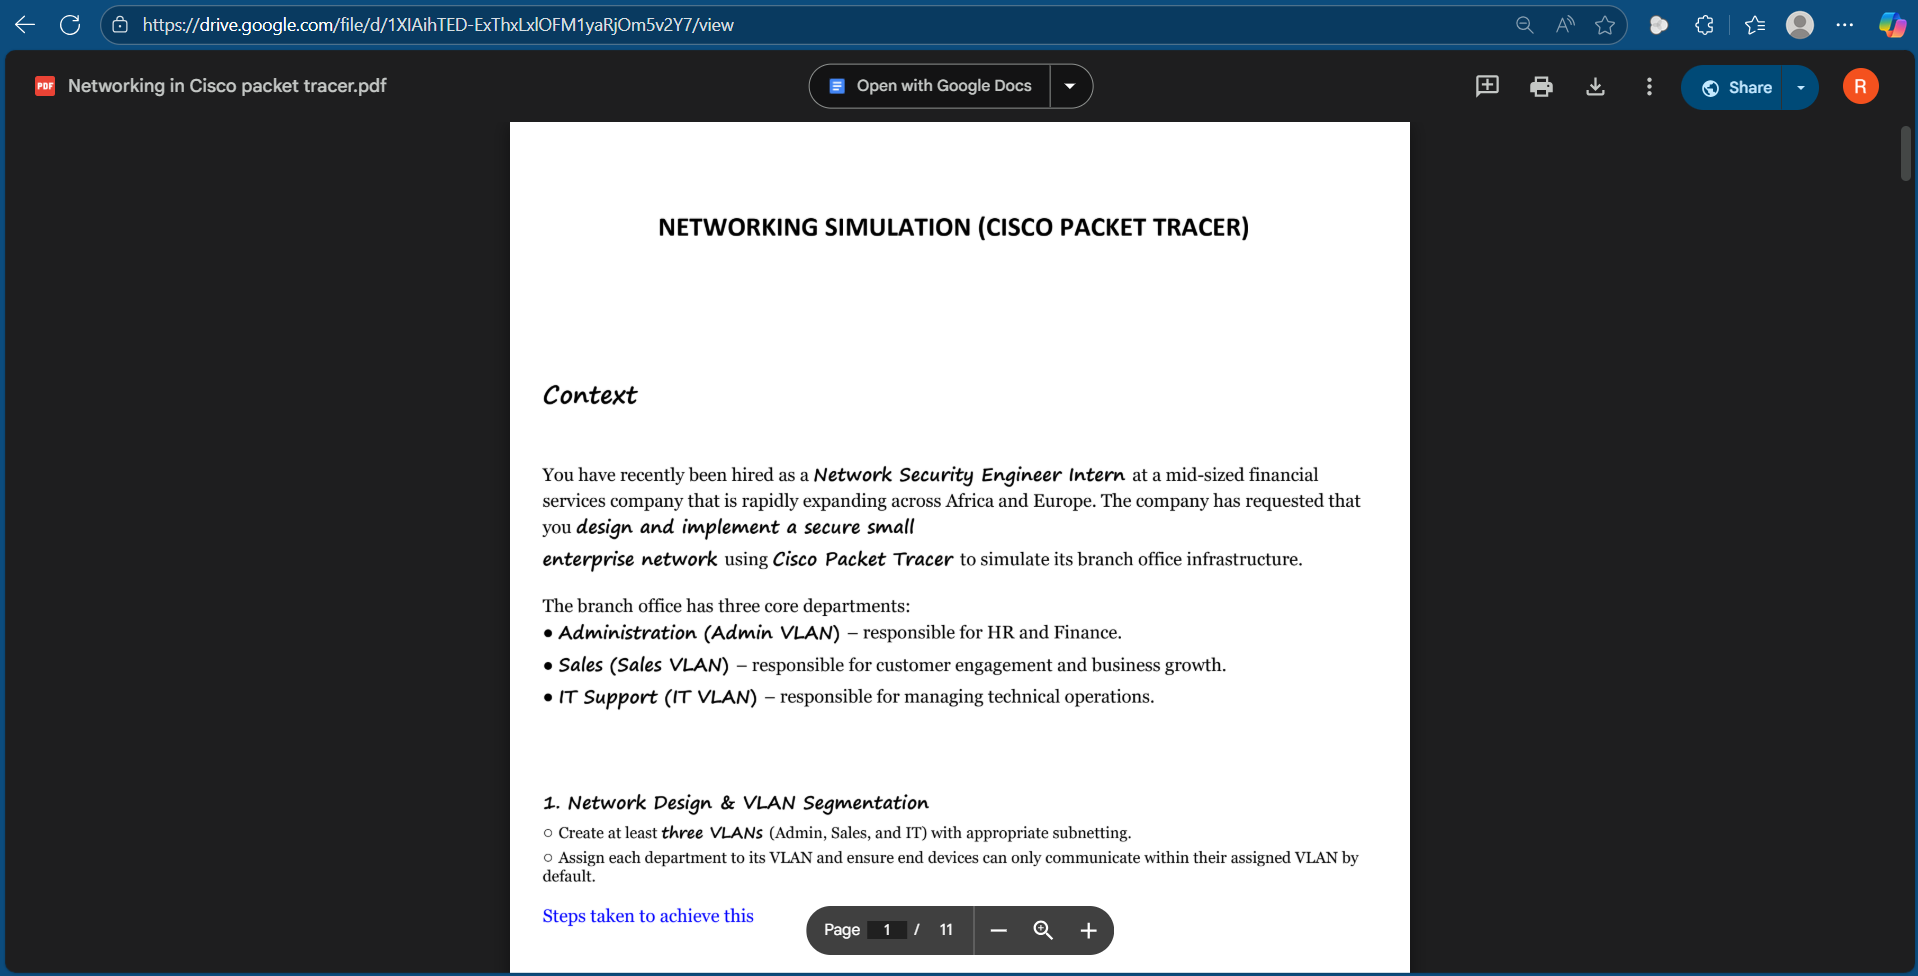 https://drive.google.com/file/d/1XIAihTED-ExThxLxlOFM1yaRjOm5v2Y7/view
PDF Networking in Cisco packet tracer.pdf
Open with Google Docs
Share
R
NETWORKING SIMULATION (CISCO PACKET TRACER)
Context
You have recently been hired as a Network Security Engineer Intern at a mid-sized financial
services company that is rapidly expanding across Africa and Europe. The company has requested that
you design and implement a secure small
enterprise network using Cisco Packet Tracer to simulate its branch office infrastructure.
The branch office has three core departments:
● Administration (Admin VLAN) – responsible for HR and Finance.
● Sales (Sales VLAN) – responsible for customer engagement and business growth.
● IT Support (IT VLAN) – responsible for managing technical operations.
1. Network Design & VLAN Segmentation
○ Create at least three VLANs (Admin, Sales, and IT) with appropriate subnetting.
○ Assign each department to its VLAN and ensure end devices can only communicate within their assigned VLAN by
default.
Steps taken to achieve this
Page 1 / 11